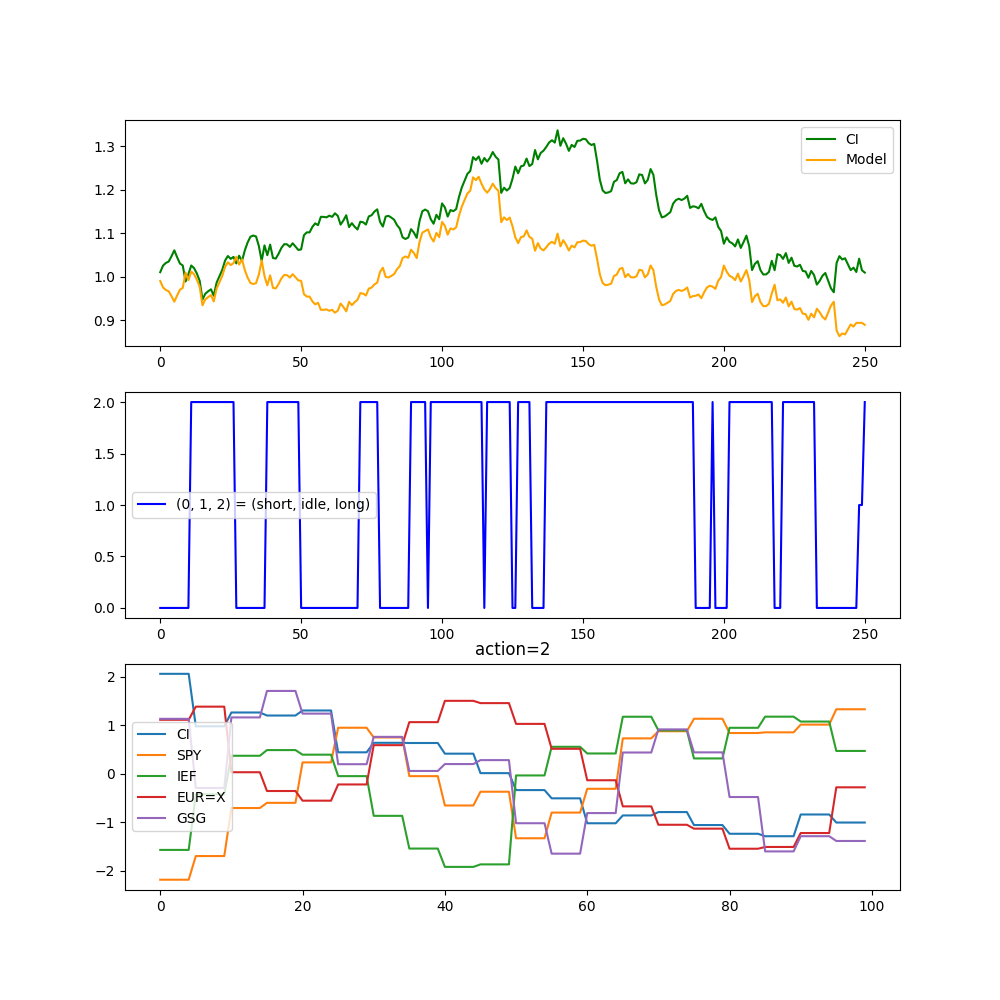 1.3
1.2
1.1
1.0
0.9
CI
Model
0 50 100 150 200 250
2.0
1.5
1.0
0.5
0.0
(0, 1, 2) = (short, idle, long)
0 50 100 150 200 250
action=2
2
1
0
−1
−2
CI
SPY
IEF
EUR=X
GSG
0 20 40 60 80 100